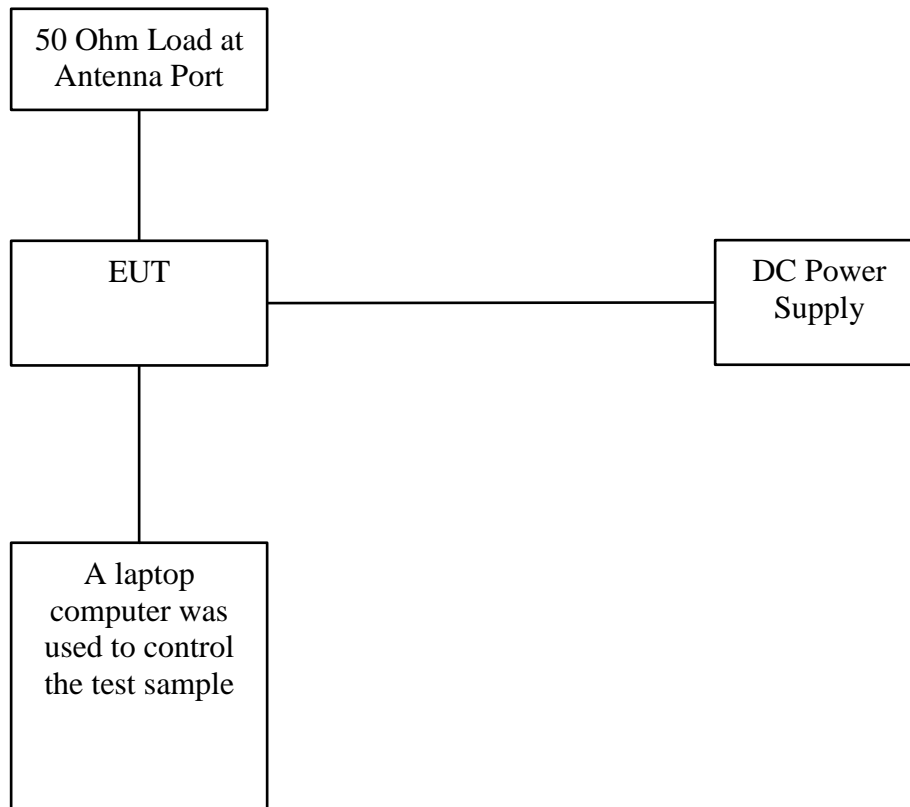 50 Ohm Load at
Antenna Port
EUT
DC Power
Supply
A laptop
computer was
used to control
the test sample